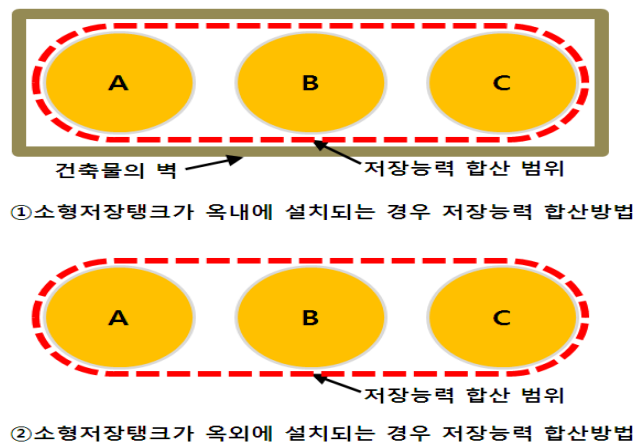 A B C
건축물의 벽 저장능력 합산 범위
①소형저장탱크가 옥내에 설치되는 경우 저장능력 합산방법
A B C
저장능력 합산 범위
②소형저장탱크가 옥외에 설치되는 경우 저장능력 합산방법